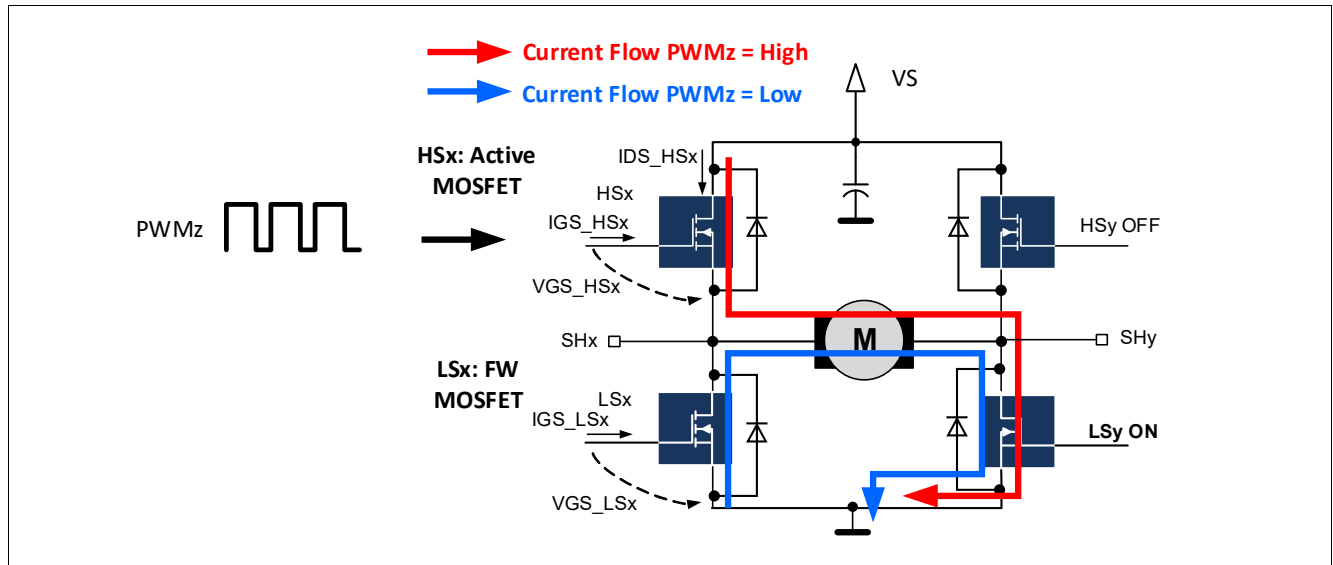 Current Flow PWMz = High
Current Flow PWMz = Low
VS
HSx: Active
MOSFET
IDS_HSx
HSx
PWMz
IGS_HSx
HSy OFF
VGS_HSx
SHx
M
SHy
LSx: FW
MOSFET
LSx
IGS_LSx
LSy ON
VGS_LSx